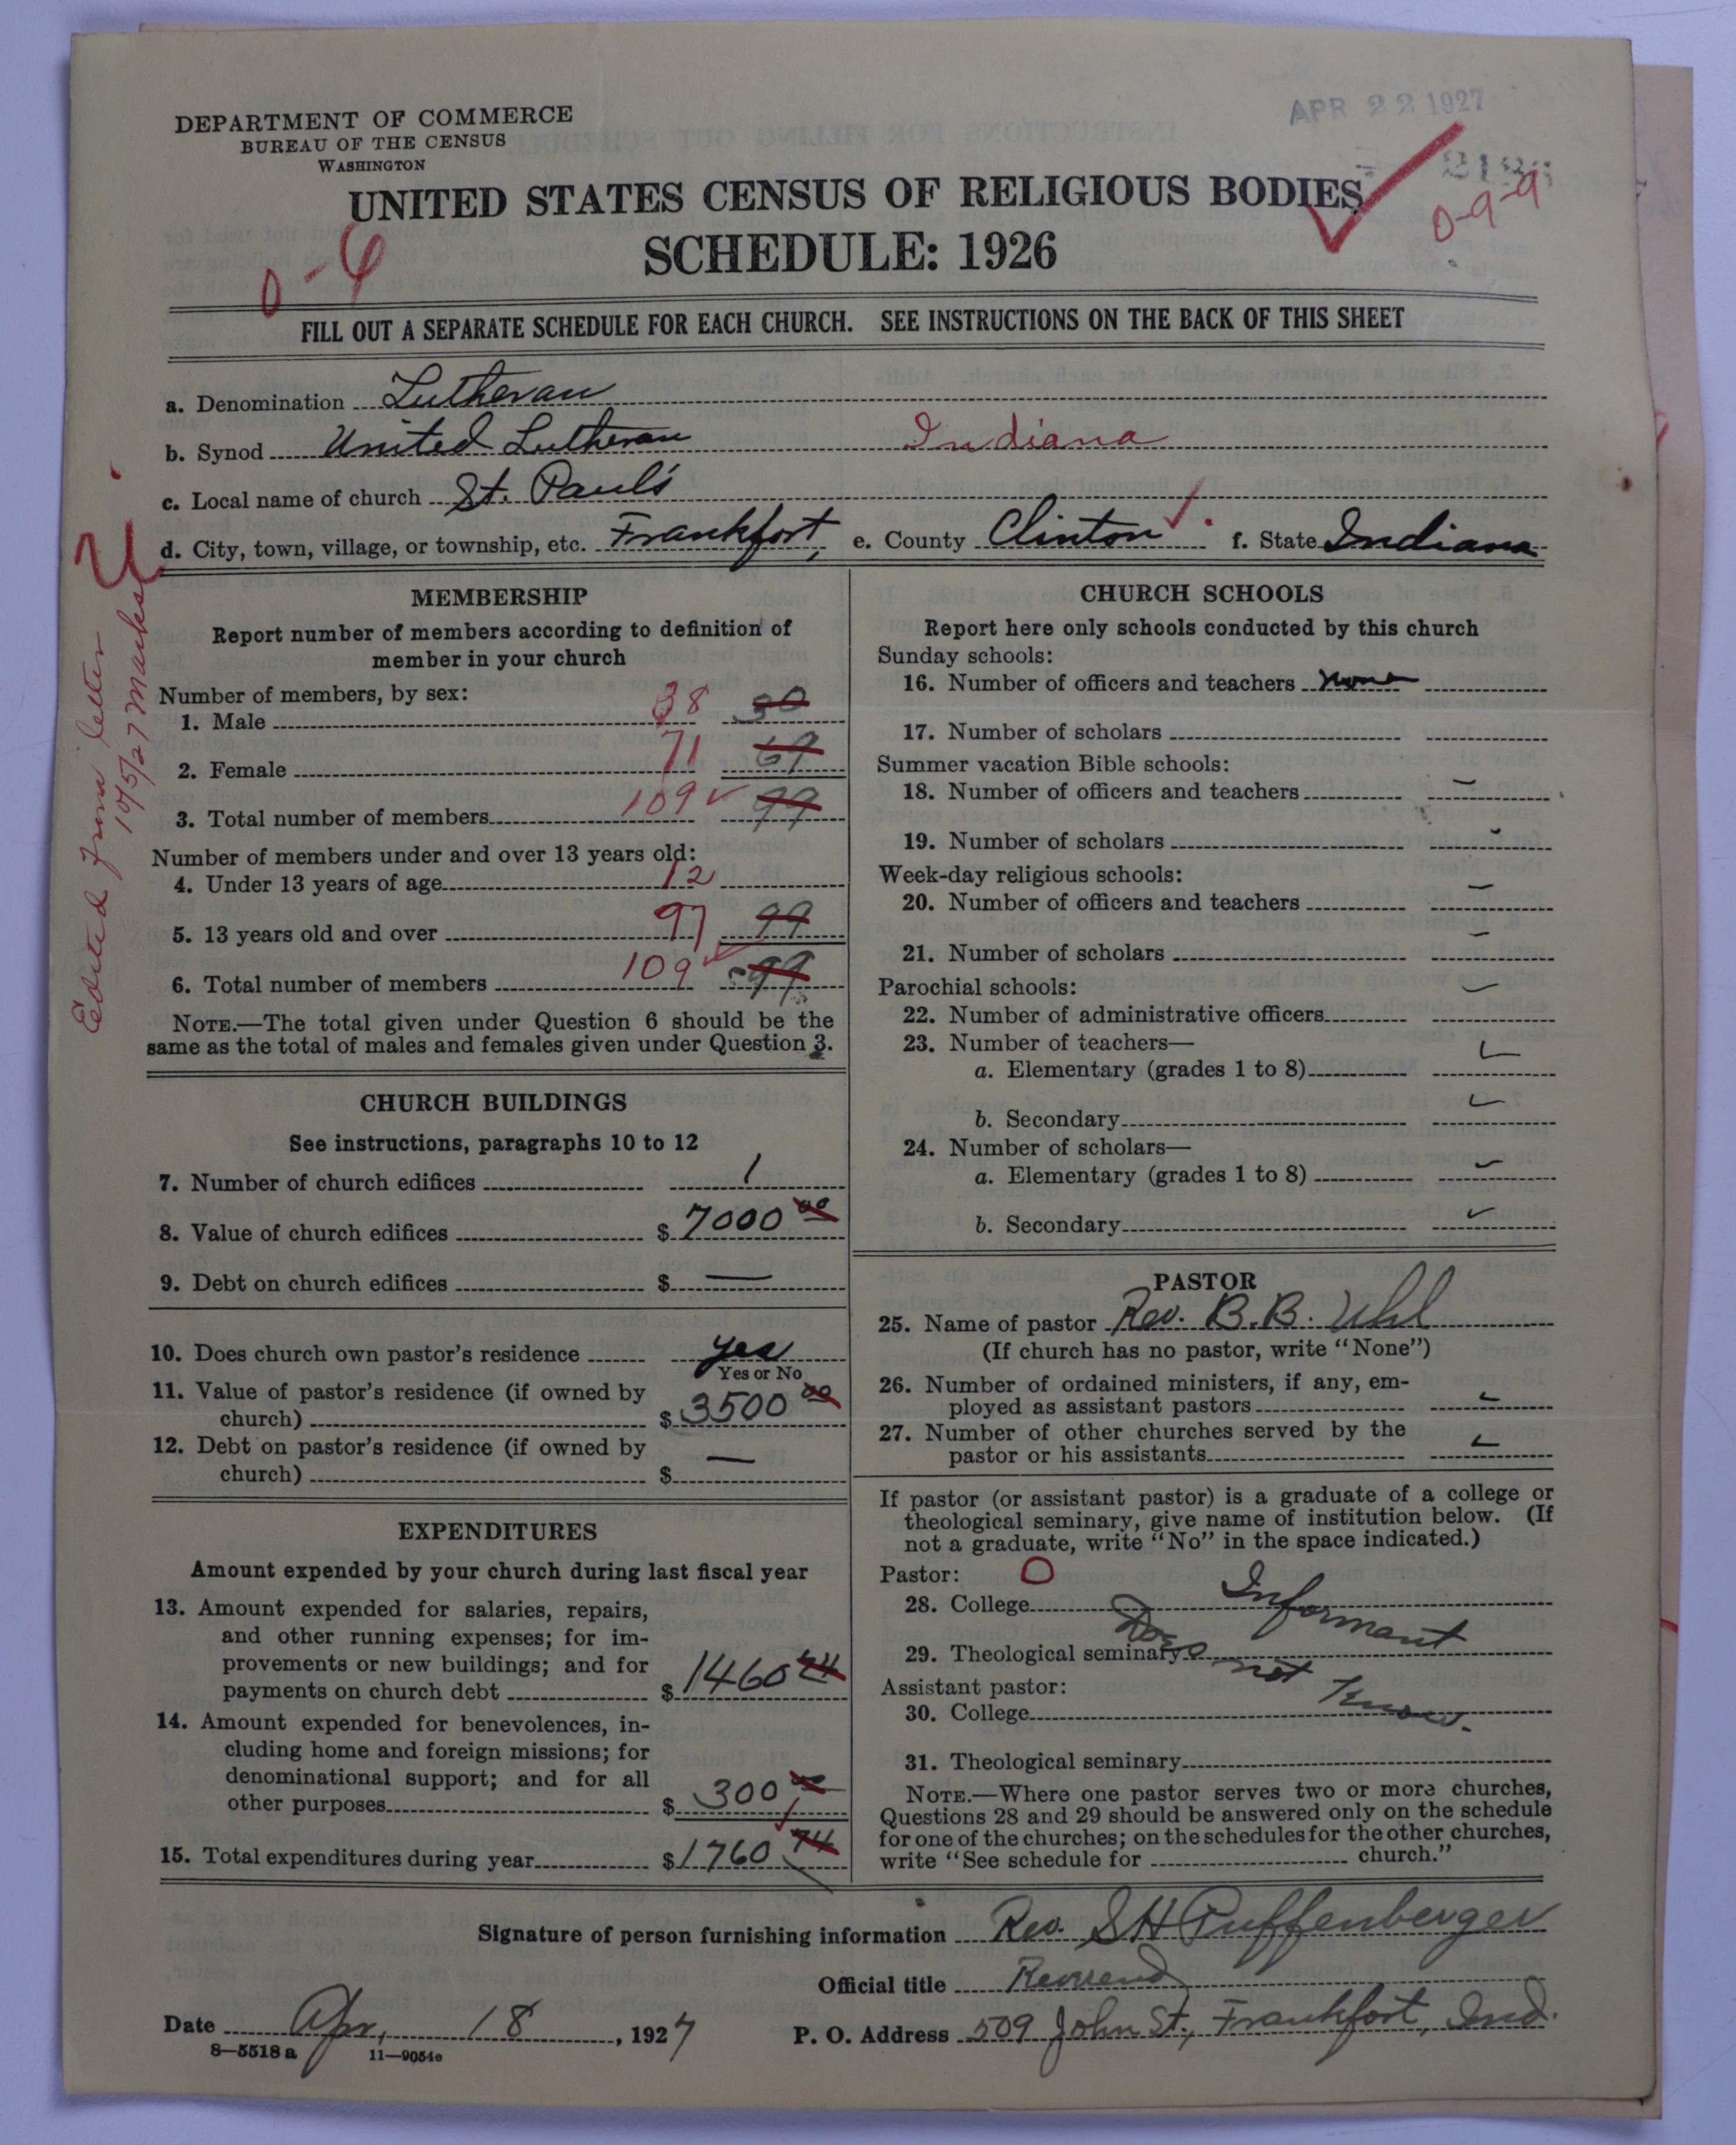 APR 22 1927
DEPARTMENT OF COMMERCE
BUREAU OF THE CENSUS
WASHINGTON
UNITED STATES CENSUS OF RELIGIOUS BODIES
0-9-9
SCHEDULE: 1926
FILL OUT A SEPARATE SCHEDULE FOR EACH CHURCH. SEE INSTRUCTIONS ON THE BACK OF THIS SHEET
a. Denomination Lutheran
b. Synod United Lutheran Indiana
c. Local name of church St. Paul's
d. City, town, village, or township, etc. Frankfort, e. County Clinton f. State Indiana
Edited from letter
10/5/27
MEMBERSHIP
Report number of members according to definition of
member in your church
Number of members, by sex:
1. Male 38 30
2. Female 71 69
3. Total number of members 109 99
Number of members under and over 13 years old:
4. Under 13 years of age 12
5. 13 years old and over 97 99
6. Total number of members 109 99
NOTE.—The total given under Question 6 should be the
same as the total of males and females given under Question 3.
CHURCH BUILDINGS
See instructions, paragraphs 10 to 12
7. Number of church edifices 1
8. Value of church edifices $ 7000 00
9. Debt on church edifices $ —
10. Does church own pastor's residence yes
Yes or No
11. Value of pastor's residence (if owned by
church) $ 3500 00
12. Debt on pastor's residence (if owned by
church) $ —
EXPENDITURES
Amount expended by your church during last fiscal year
13. Amount expended for salaries, repairs,
and other running expenses; for im-
provements or new buildings; and for
payments on church debt $ 1460 74
14. Amount expended for benevolences, in-
cluding home and foreign missions; for
denominational support; and for all
other purposes $ 300 00
15. Total expenditures during year $ 1760 74
CHURCH SCHOOLS
Report here only schools conducted by this church
Sunday schools:
16. Number of officers and teachers none
17. Number of scholars
Summer vacation Bible schools:
18. Number of officers and teachers —
19. Number of scholars -
Week-day religious schools:
20. Number of officers and teachers —
21. Number of scholars —
Parochial schools:
22. Number of administrative officers —
23. Number of teachers—
a. Elementary (grades 1 to 8)
b. Secondary
24. Number of scholars—
a. Elementary (grades 1 to 8)
b. Secondary
PASTOR
25. Name of pastor Rev. B. B. Uhl
(If church has no pastor, write "None")
26. Number of ordained ministers, if any, em-
ployed as assistant pastors
27. Number of other churches served by the
pastor or his assistants
If pastor (or assistant pastor) is a graduate of a college or
theological seminary, give name of institution below. (If
not a graduate, write "No" in the space indicated.)
Pastor: O
28. College Informant
29. Theological seminary Does not
Assistant pastor:
30. College know.
31. Theological seminary
NOTE.—Where one pastor serves two or more churches,
Questions 28 and 29 should be answered only on the schedule
for one of the churches; on the schedules for the other churches,
write "See schedule for church."
Signature of person furnishing information Rev. S H Puffenberger
Official title Reverend
Date Apr. 18, 1927 P. O. Address 509 John St., Frankfort, Ind.
8—5518 a 11—9054a